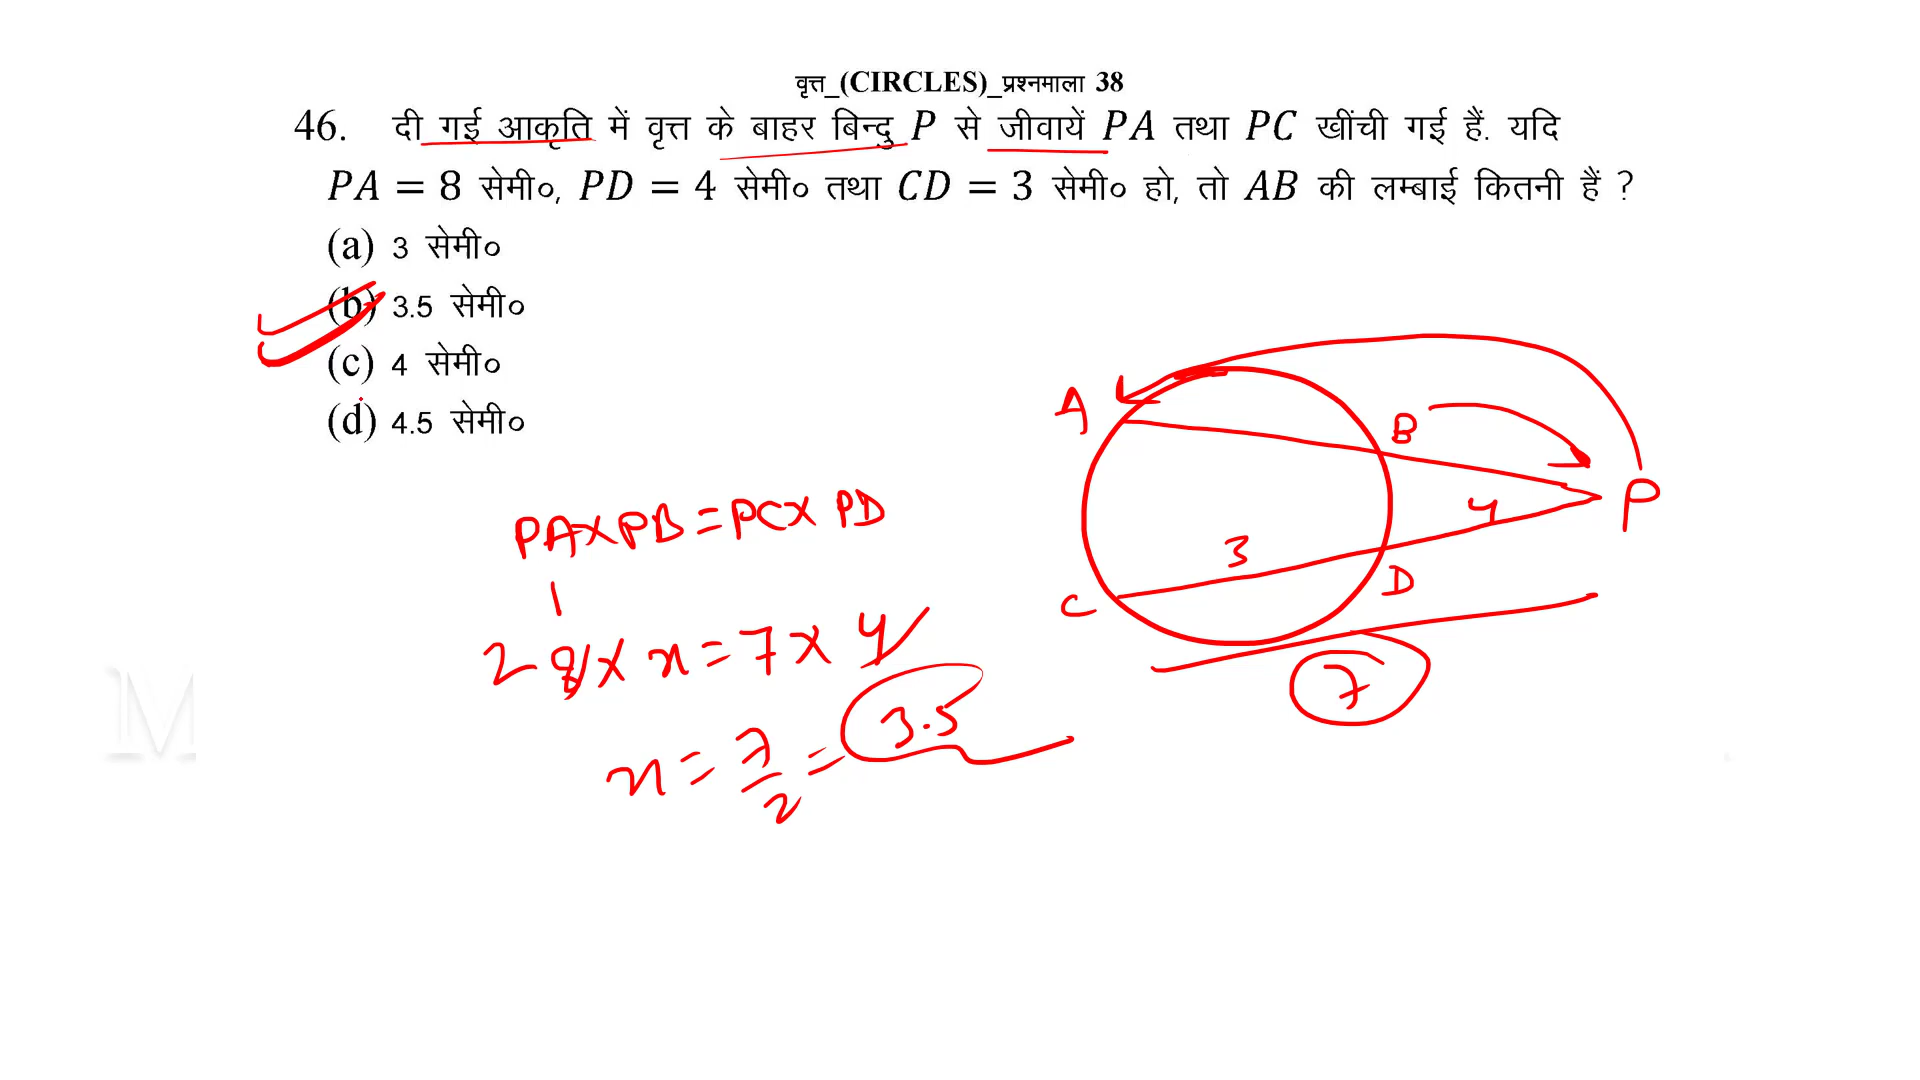 वृत्त_(CIRCLES)_प्रश्नमाला 38
46. दी गई आकृति में वृत्त के बाहर बिन्दु P से जीवायें PA तथा PC खींची गई हैं. यदि
PA = 8 सेमी०, PD = 4 सेमी० तथा CD = 3 सेमी० हो, तो AB की लम्बाई कितनी हैं ?
(a) 3 सेमी०
(b) 3.5 सेमी०
(c) 4 सेमी०
(d) 4.5 सेमी०
A
B
P
4
3
C
D
7
PA×PB=PC×PD
1
2 8× x=7×4
x=7/2=3.5
M